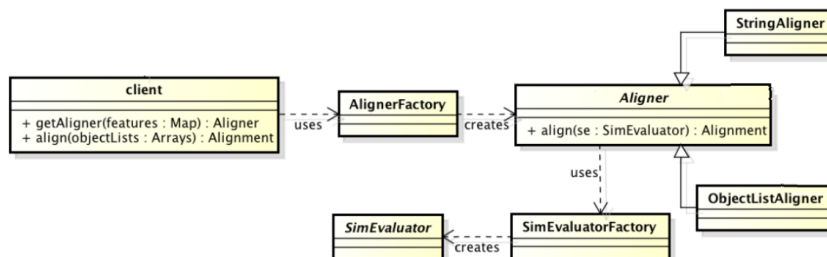 StringAligner
client
+ getAligner(features : Map) : Aligner
+ align(objectLists : Arrays) : Alignment
uses
AlignerFactory
creates
Aligner
+ align(se : SimEvaluator) : Alignment
uses
ObjectListAligner
SimEvaluator
creates
SimEvaluatorFactory